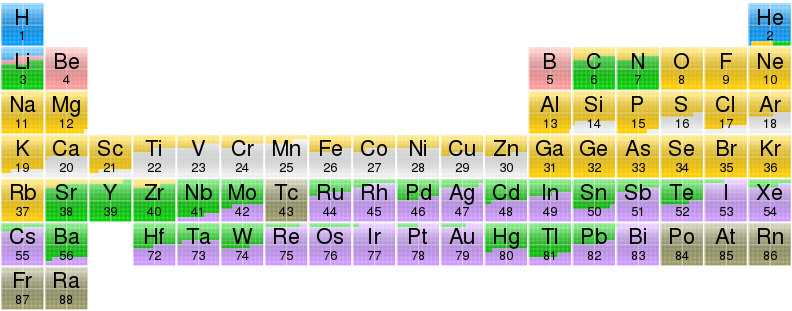 H He
1 2
Li Be B C N O F Ne
3 4 5 6 7 8 9 10
Na Mg Al Si P S Cl Ar
11 12 13 14 15 16 17 18
K Ca Sc Ti V Cr Mn Fe Co Ni Cu Zn Ga Ge As Se Br Kr
19 20 21 22 23 24 25 26 27 28 29 30 31 32 33 34 35 36
Rb Sr Y Zr Nb Mo Tc Ru Rh Pd Ag Cd In Sn Sb Te I Xe
37 38 39 40 41 42 43 44 45 46 47 48 49 50 51 52 53 54
Cs Ba Hf Ta W Re Os Ir Pt Au Hg Tl Pb Bi Po At Rn
55 56 72 73 74 75 76 77 78 79 80 81 82 83 84 85 86
Fr Ra
87 88